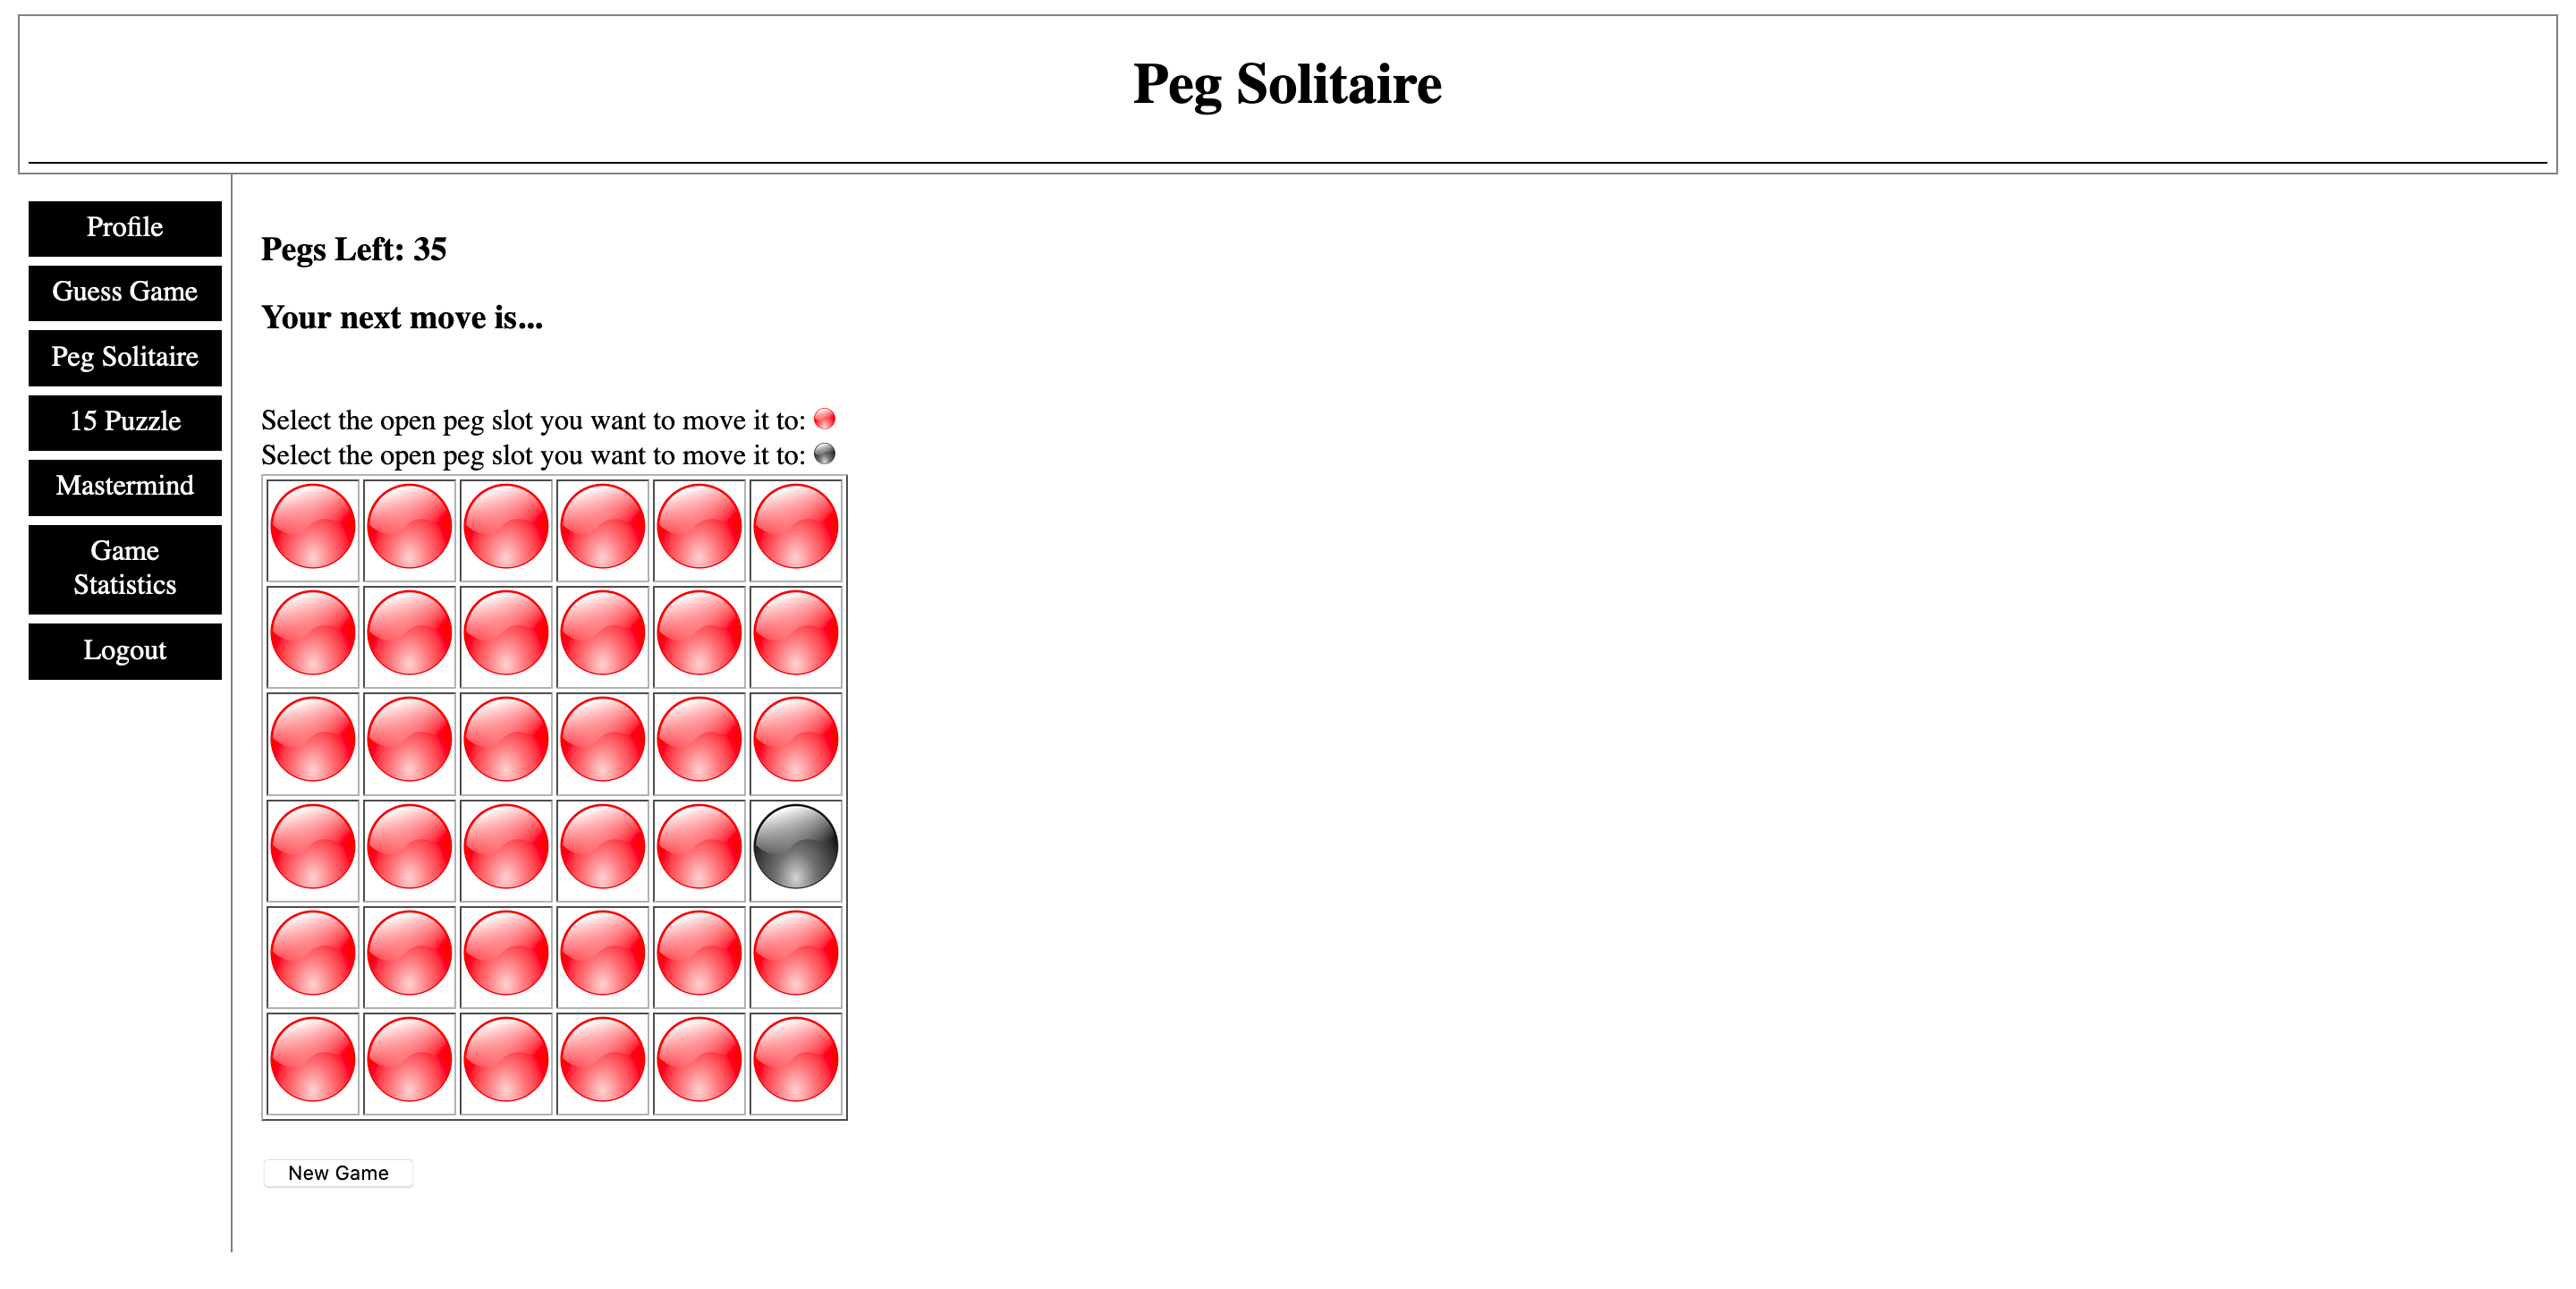 Peg Solitaire
Profile
Guess Game
Peg Solitaire
15 Puzzle
Mastermind
Game
Statistics
Logout
Pegs Left: 35
Your next move is...
Select the open peg slot you want to move it to:
Select the open peg slot you want to move it to:
New Game